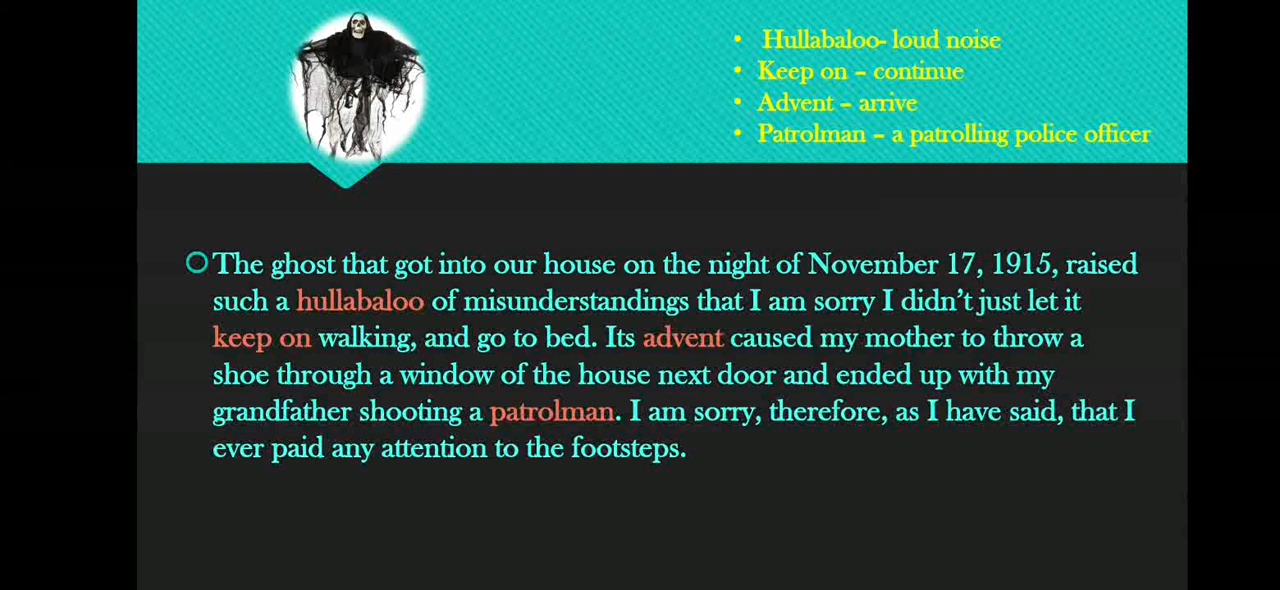 • Hullabaloo- loud noise
• Keep on – continue
• Advent – arrive
• Patrolman – a patrolling police officer
The ghost that got into our house on the night of November 17, 1915, raised
such a hullabaloo of misunderstandings that I am sorry I didn't just let it
keep on walking, and go to bed. Its advent caused my mother to throw a
shoe through a window of the house next door and ended up with my
grandfather shooting a patrolman. I am sorry, therefore, as I have said, that I
ever paid any attention to the footsteps.